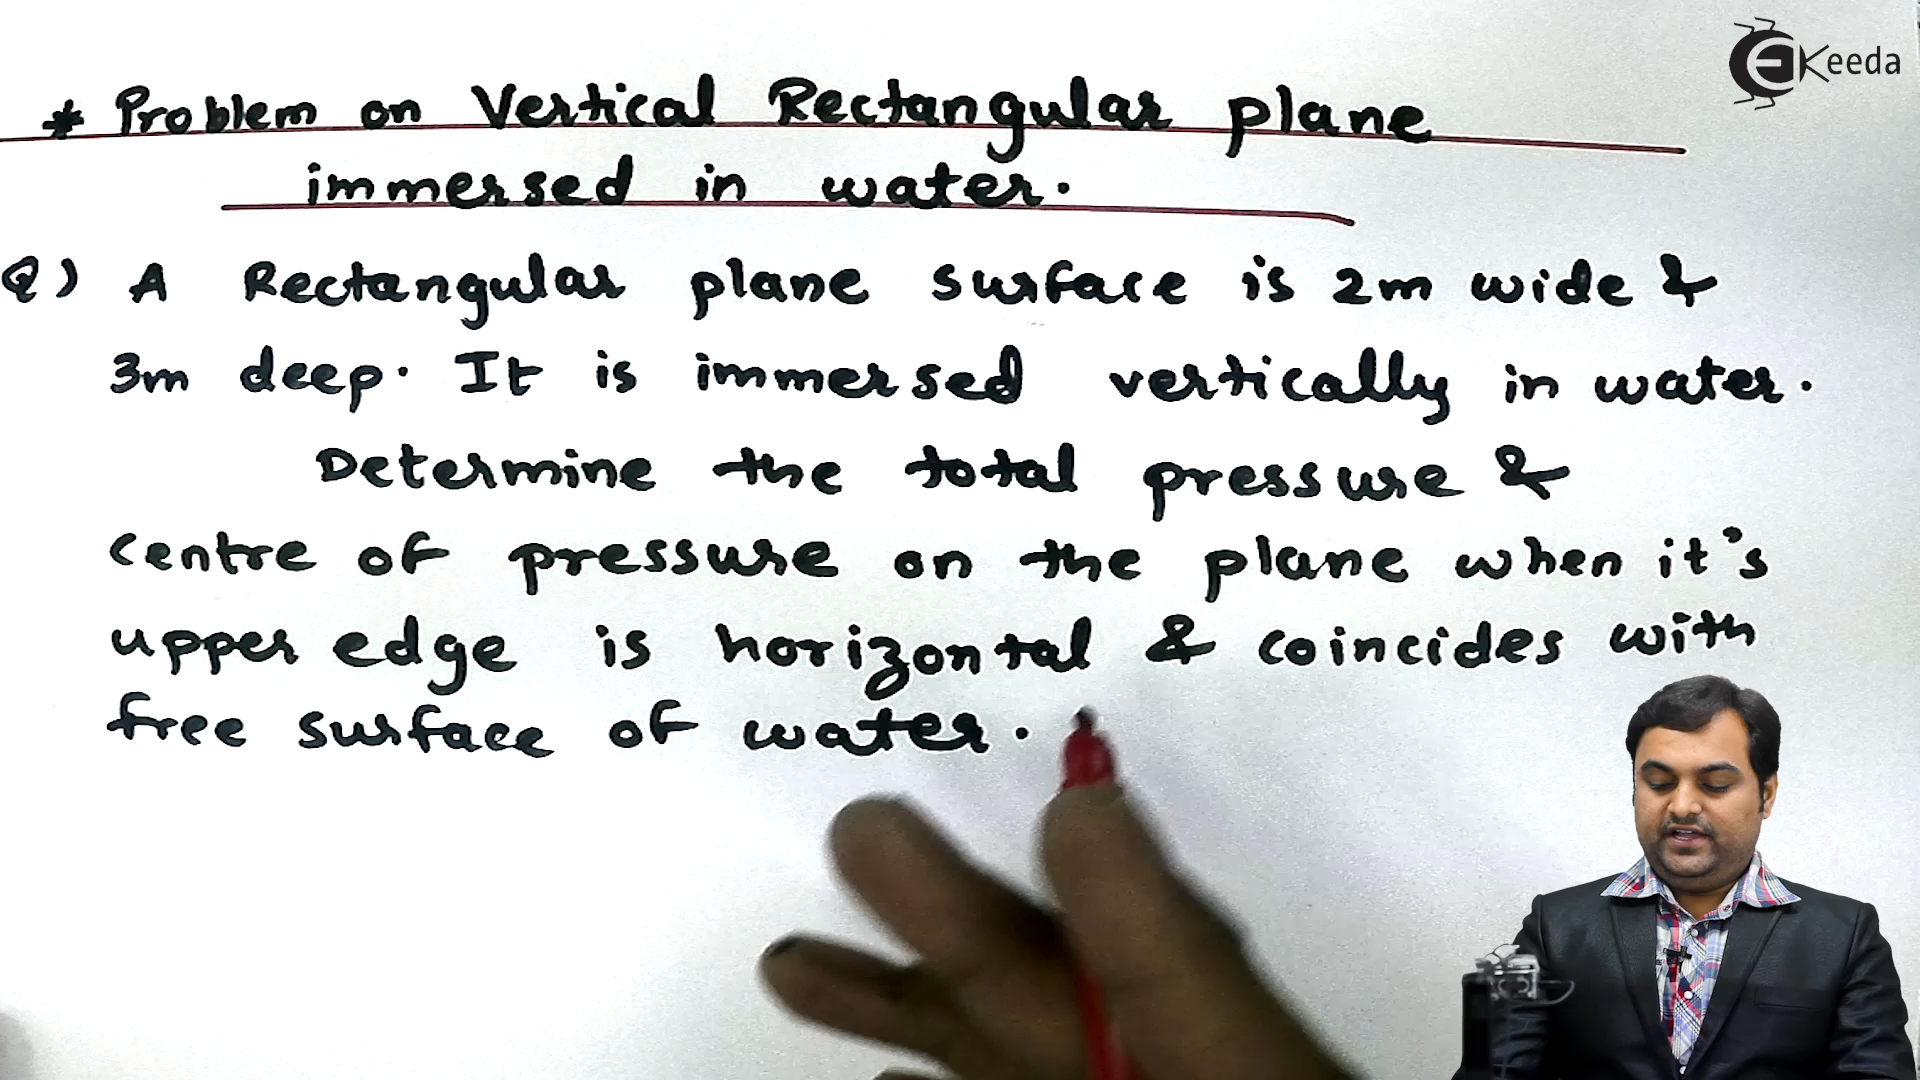 EKeeda
* Problem on Vertical Rectangular plane
immersed in water.
Q) A Rectangular plane surface is 2m wide &
3m deep. It is immersed vertically in water.
Determine the total pressure &
centre of pressure on the plane when it's
upper edge is horizontal & coincides with
free surface of water.